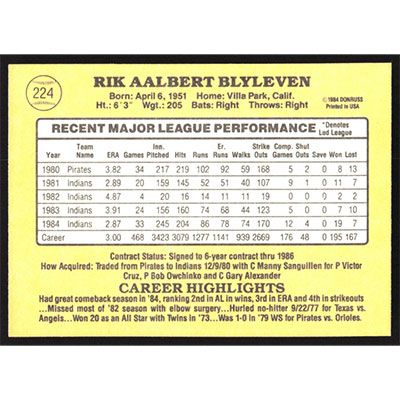 224
RIK AALBERT BLYLEVEN
Born: April 6, 1951 Home: Villa Park, Calif.
Ht.: 6'3" Wgt.: 205 Bats: Right Throws: Right
© 1984 DONRUSS
PRINTED IN USA
RECENT MAJOR LEAGUE PERFORMANCE *Denotes Led League
Year Team Name ERA Games Inn. Pitched Hits Runs Er. Runs Walks Strike Outs Comp. Games Shut Outs Save Won Lost
1980 Pirates 3.82 34 217 219 102 92 59 168 5 2 0 8 13
1981 Indians 2.89 20 159 145 52 51 40 107 9 1 0 11 7
1982 Indians 4.87 4 20 16 14 11 11 19 0 0 0 2 2
1983 Indians 3.91 24 156 160 74 68 44 123 5 0 0 7 10
1984 Indians 2.87 33 245 204 86 78 74 170 12 4 0 19 7
Career 3.00 468 3423 3079 1277 1141 939 2669 176 48 0 195 167
Contract Status: Signed to 6-year contract thru 1986
How Acquired: Traded from Pirates to Indians 12/9/80 with C Manny Sanguillen for P Victor
Cruz, P Bob Owchinko and C Gary Alexander
CAREER HIGHLIGHTS
Had great comeback season in '84, ranking 2nd in AL in wins, 3rd in ERA and 4th in strikeouts
...Missed most of '82 season with elbow surgery...Hurled no-hitter 9/22/77 for Texas vs.
Angels...Won 20 as an All Star with Twins in '73...Was 1-0 in '79 WS for Pirates vs. Orioles.